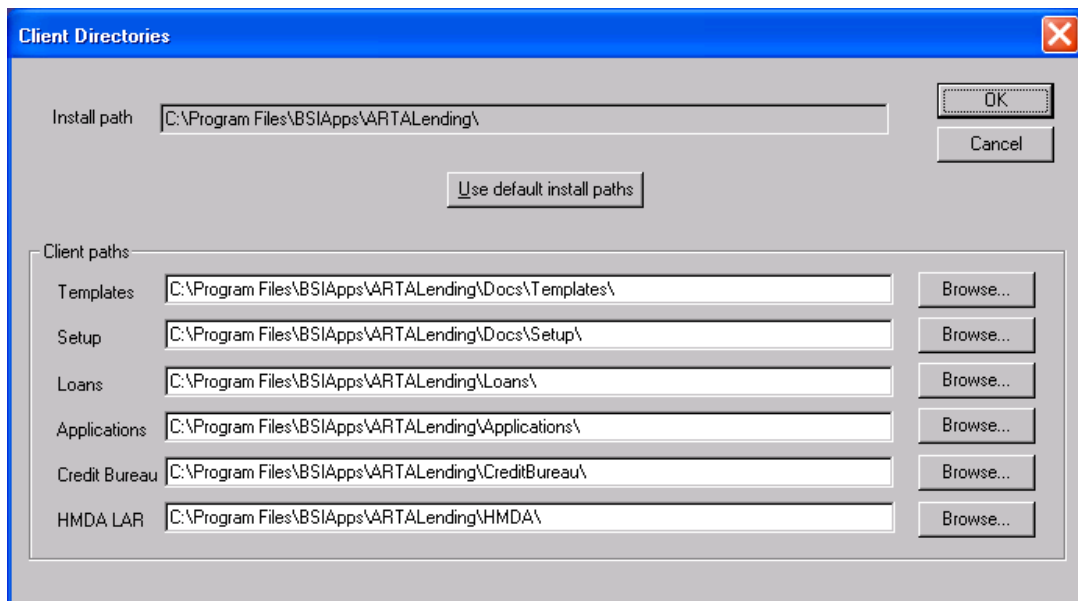 Client Directories
Install path C:\Program Files\BSIApps\ARTALending\
OK
Cancel
Use default install paths
Client paths
Templates C:\Program Files\BSIApps\ARTALending\Docs\Templates\ Browse...
Setup C:\Program Files\BSIApps\ARTALending\Docs\Setup\ Browse...
Loans C:\Program Files\BSIApps\ARTALending\Loans\ Browse...
Applications C:\Program Files\BSIApps\ARTALending\Applications\ Browse...
Credit Bureau C:\Program Files\BSIApps\ARTALending\CreditBureau\ Browse...
HMDA LAR C:\Program Files\BSIApps\ARTALending\HMDA\ Browse...